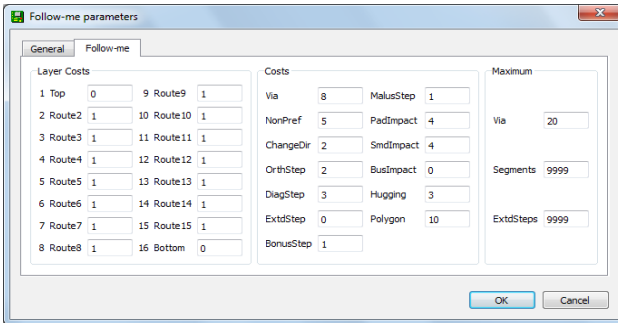 Follow-me parameters
General Follow-me
Layer Costs Costs Maximum
1 Top 0 9 Route9 1 Via 8 MalusStep 1
2 Route2 1 10 Route10 1 NonPref 5 PadImpact 4 Via 20
3 Route3 1 11 Route11 1 ChangeDir 2 SmdImpact 4
4 Route4 1 12 Route12 1 OrthStep 2 BusImpact 0 Segments 9999
5 Route5 1 13 Route13 1 DiagStep 3 Hugging 3
6 Route6 1 14 Route14 1 ExtdStep 0 Polygon 10 ExtdSteps 9999
7 Route7 1 15 Route15 1 BonusStep 1
8 Route8 1 16 Bottom 0
OK Cancel